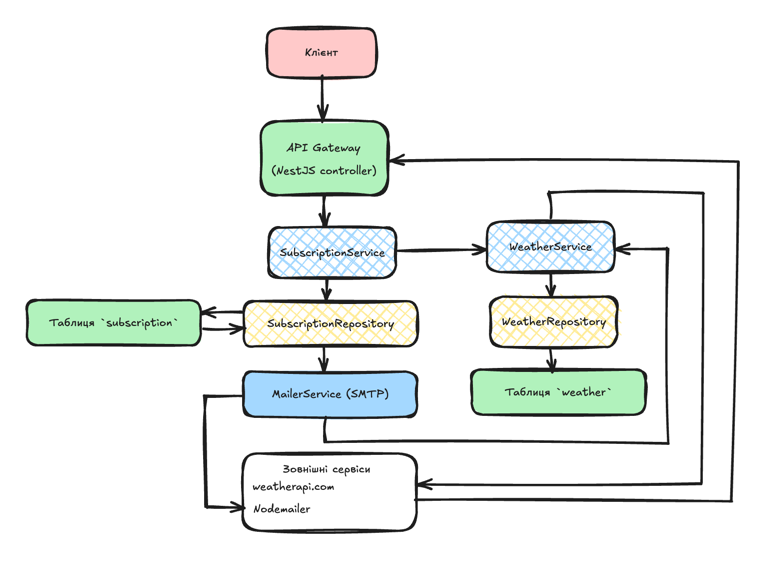 Клієнт
API Gateway
(NestJS controller)
SubscriptionService
WeatherService
Таблиця `subscription`
SubscriptionRepository
WeatherRepository
MailerService (SMTP)
Таблиця `weather`
Зовнішні сервіси
weatherapi.com
Nodemailer